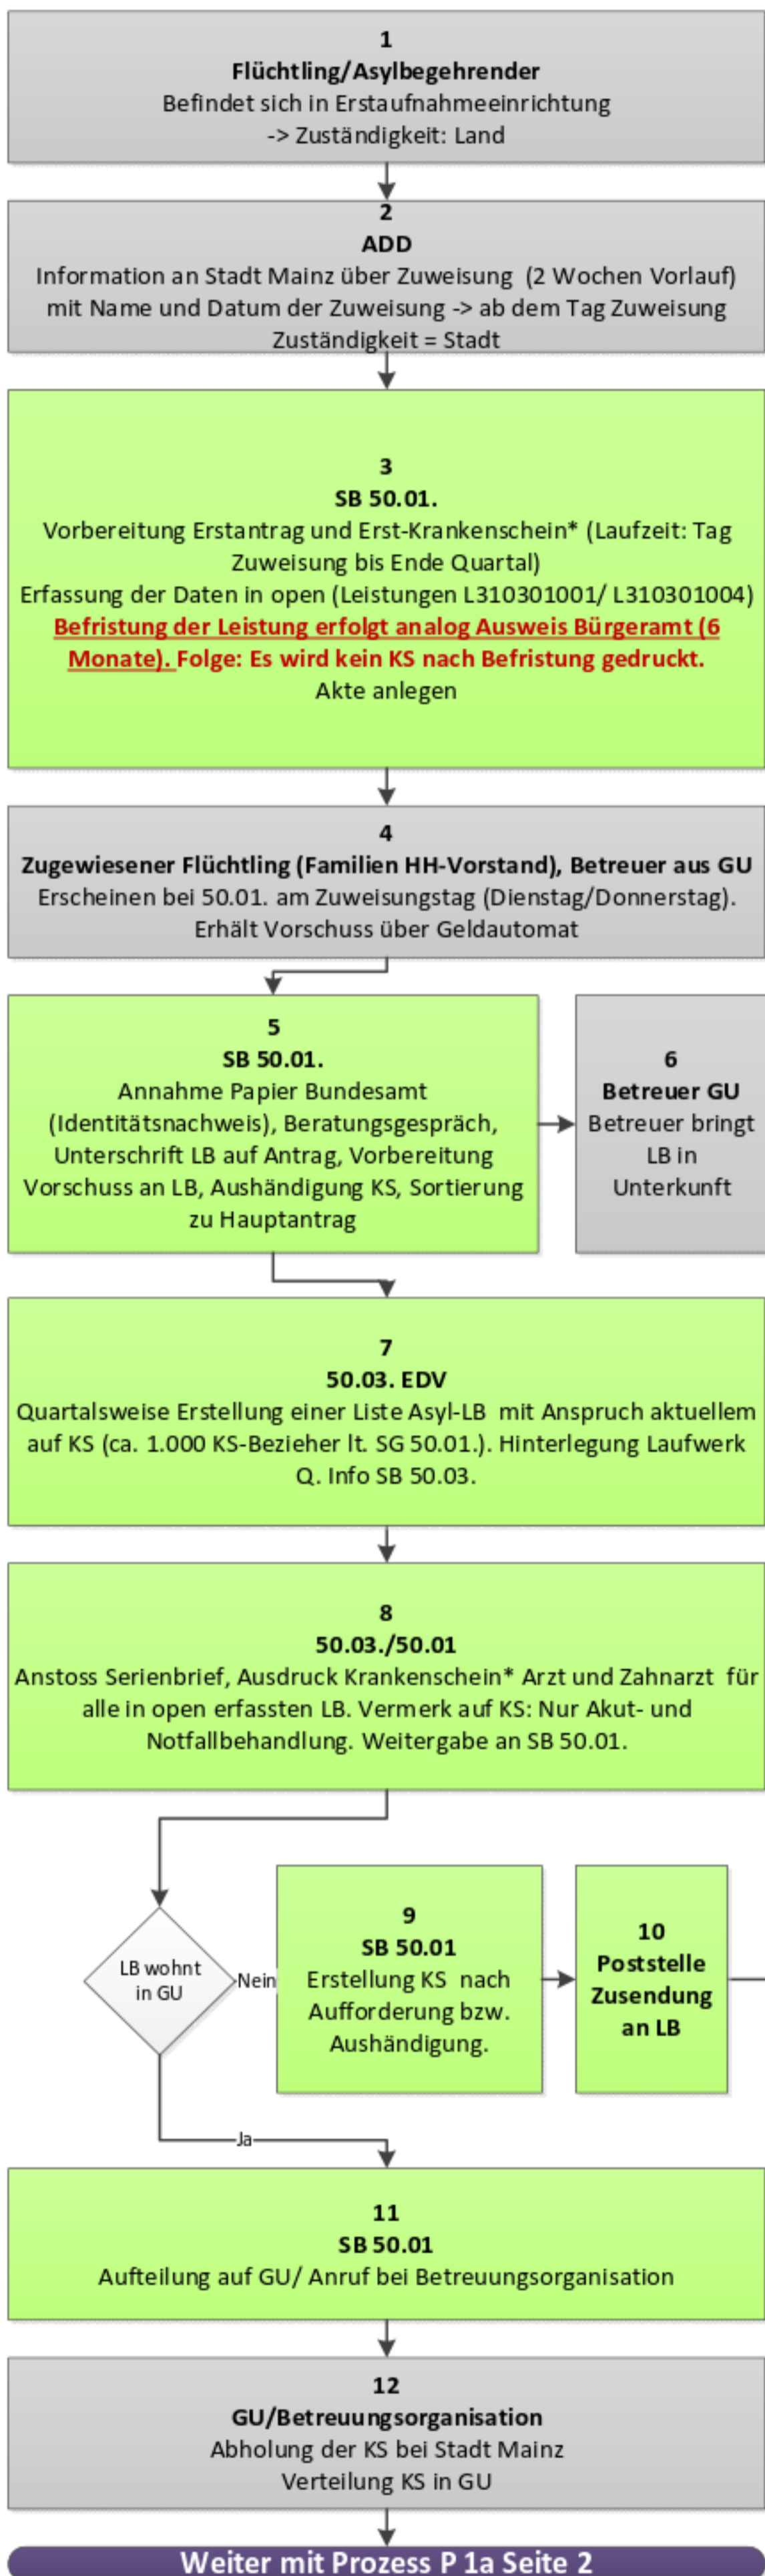 1
Flüchtling/Asylbegehrender
Befindet sich in Erstaufnahmeeinrichtung
-> Zuständigkeit: Land
2
ADD
Information an Stadt Mainz über Zuweisung (2 Wochen Vorlauf)
mit Name und Datum der Zuweisung -> ab dem Tag Zuweisung
Zuständigkeit = Stadt
3
SB 50.01.
Vorbereitung Erstantrag und Erst-Krankenschein* (Laufzeit: Tag
Zuweisung bis Ende Quartal)
Erfassung der Daten in open (Leistungen L310301001/ L310301004)
Befristung der Leistung erfolgt analog Ausweis Bürgeramt (6
Monate). Folge: Es wird kein KS nach Befristung gedruckt.
Akte anlegen
4
Zugewiesener Flüchtling (Familien HH-Vorstand), Betreuer aus GU
Erscheinen bei 50.01. am Zuweisungstag (Dienstag/Donnerstag).
Erhält Vorschuss über Geldautomat
5
SB 50.01.
Annahme Papier Bundesamt
(Identitätsnachweis), Beratungsgespräch,
Unterschrift LB auf Antrag, Vorbereitung
Vorschuss an LB, Aushändigung KS, Sortierung
zu Hauptantrag
6
Betreuer GU
Betreuer bringt
LB in
Unterkunft
7
50.03. EDV
Quartalsweise Erstellung einer Liste Asyl-LB mit Anspruch aktuellem
auf KS (ca. 1.000 KS-Bezieher lt. SG 50.01.). Hinterlegung Laufwerk
Q. Info SB 50.03.
8
50.03./50.01
Anstoss Serienbrief, Ausdruck Krankenschein* Arzt und Zahnarzt für
alle in open erfassten LB. Vermerk auf KS: Nur Akut- und
Notfallbehandlung. Weitergabe an SB 50.01.
LB wohnt
in GU
Nein
9
SB 50.01
Erstellung KS nach
Aufforderung bzw.
Aushändigung.
10
Poststelle
Zusendung
an LB
Ja
11
SB 50.01
Aufteilung auf GU/ Anruf bei Betreuungsorganisation
12
GU/Betreuungsorganisation
Abholung der KS bei Stadt Mainz
Verteilung KS in GU
Weiter mit Prozess P 1a Seite 2